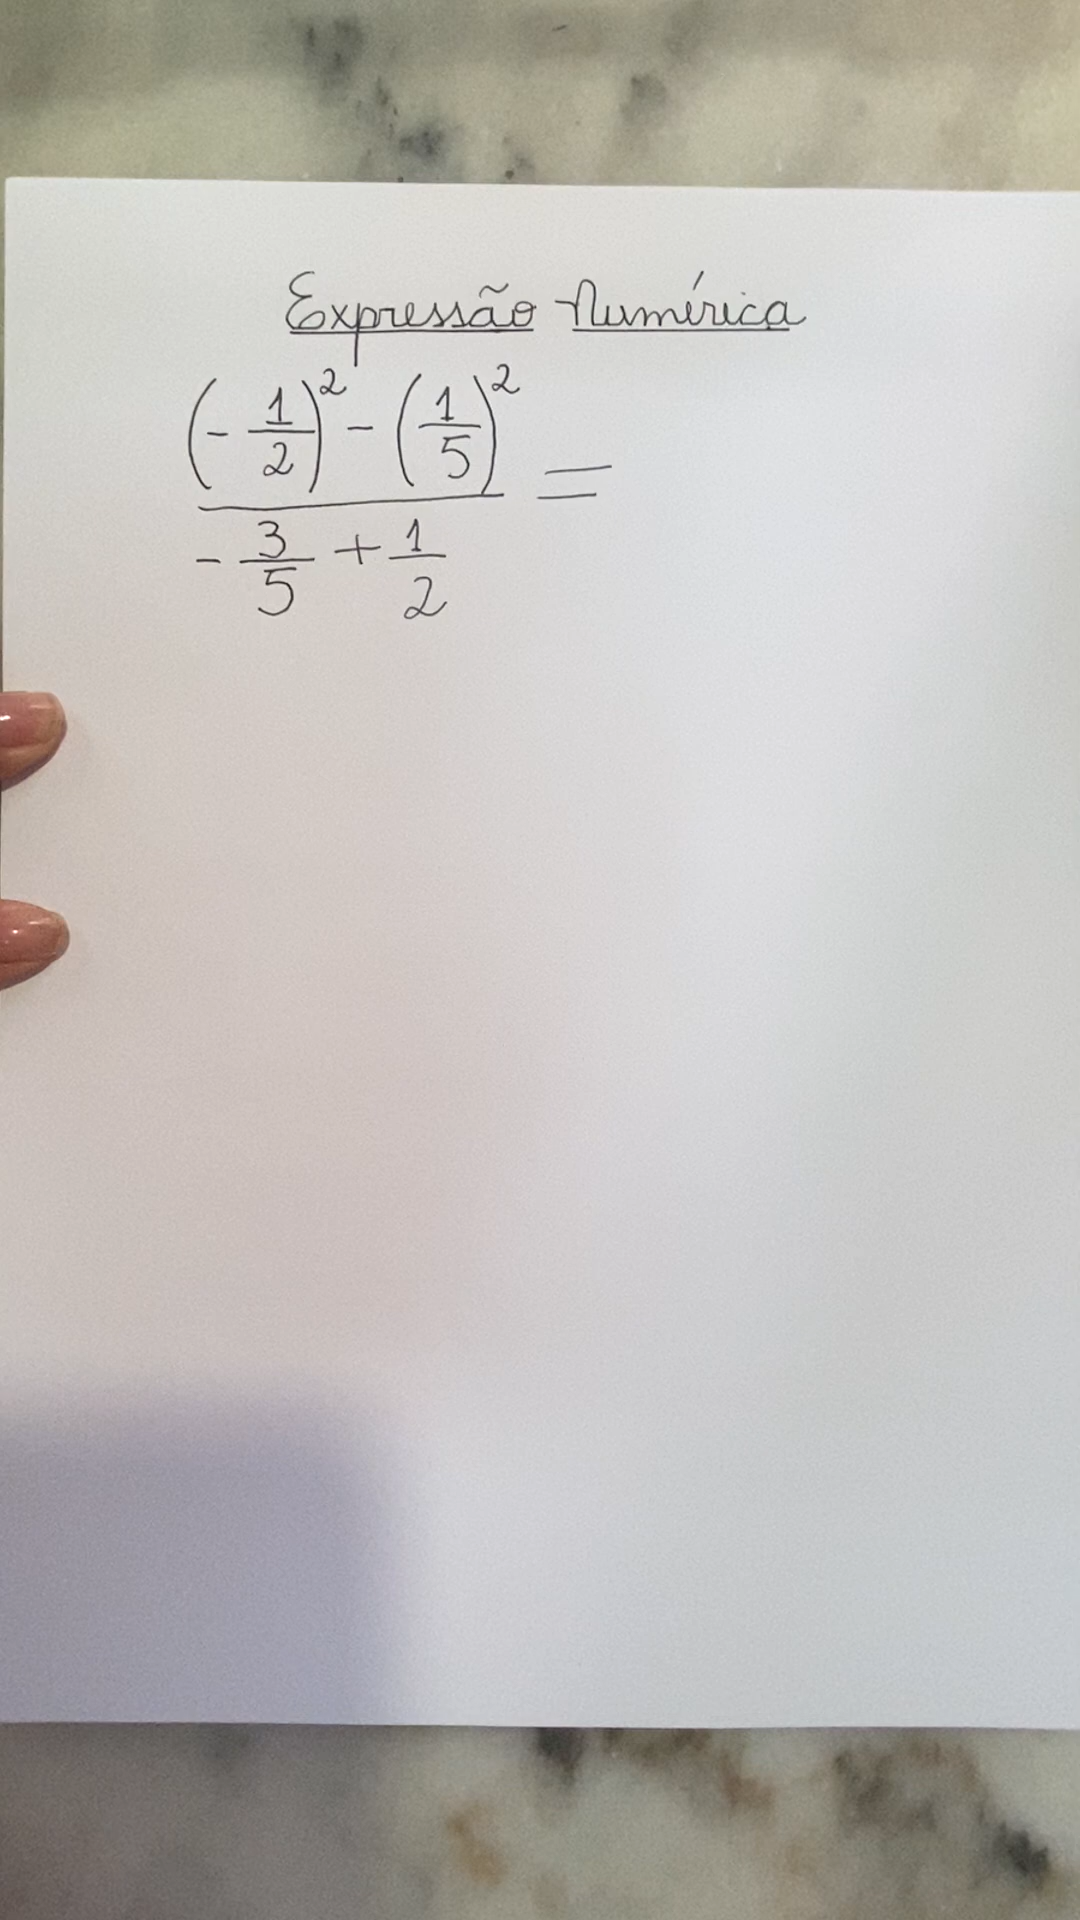 Expressão Numérica
(- 1/2)² - (1/5)²
=
- 3/5 + 1/2